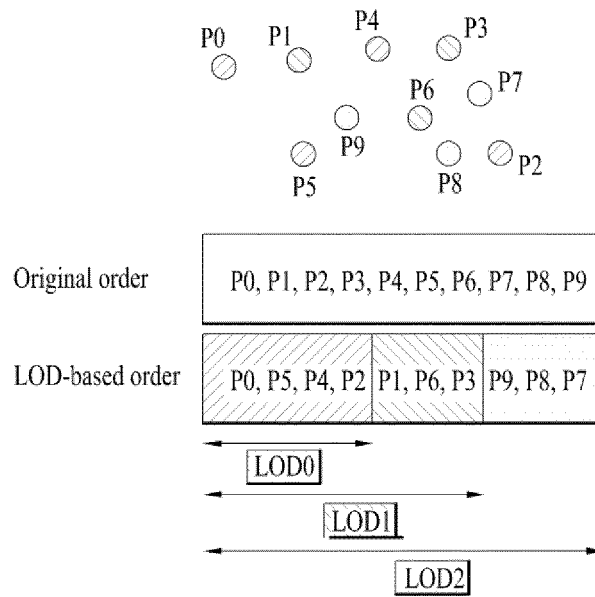 P0
P1
P4
P3
P7
P6
P9
P5
P8
P2
Original order
P0, P1, P2, P3, P4, P5, P6, P7, P8, P9
LOD-based order
P0, P5, P4, P2
P1, P6, P3
P9, P8, P7
LOD0
LOD1
LOD2